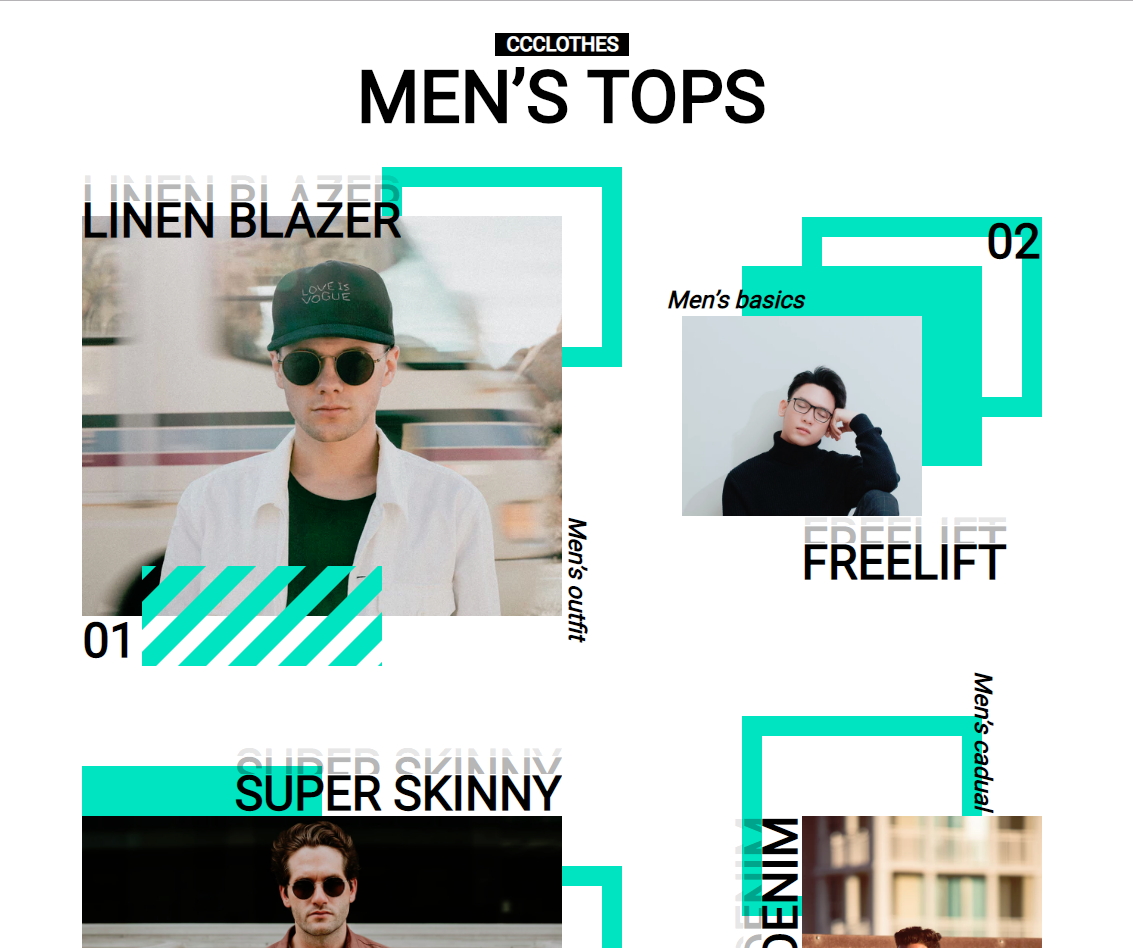 CCCLOTHES
MEN’S TOPS
LINEN BLAZER
LINEN BLAZER
LOVE IS
VOGUE
Men’s outfit
01
02
Men’s basics
FREELIFT
FREELIFT
SUPER SKINNY
SUPER SKINNY
Men’s cadual
DENIM
DENIM